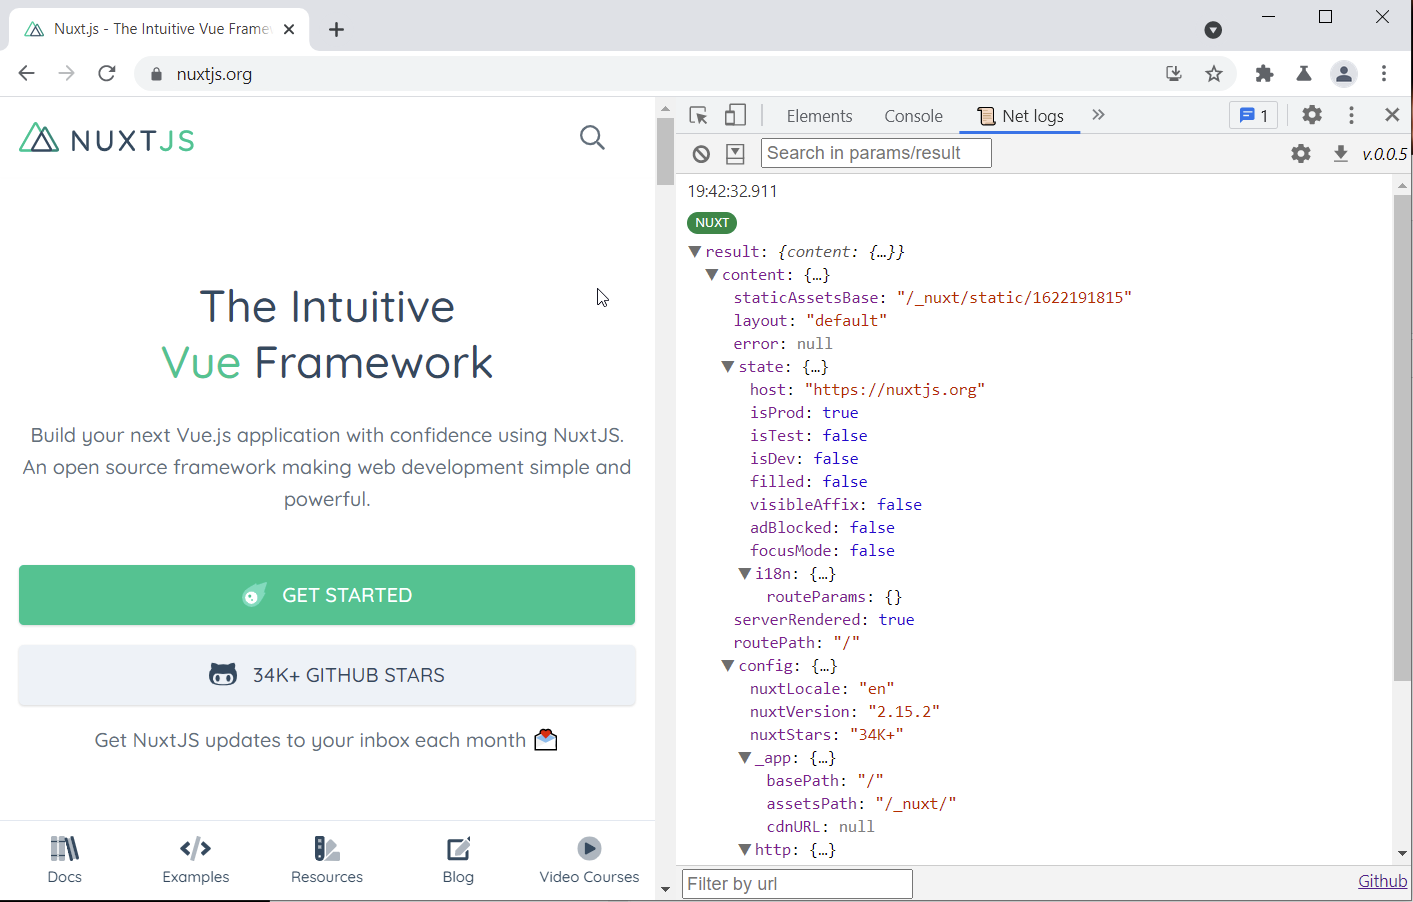 Nuxt.js - The Intuitive Vue Frame
nuxtjs.org
NUXTJS
The Intuitive
Vue Framework
Build your next Vue.js application with confidence using NuxtJS.
An open source framework making web development simple and
powerful.
GET STARTED
34K+ GITHUB STARS
Get NuxtJS updates to your inbox each month
Docs
Examples
Resources
Blog
Video Courses
Elements
Console
Net logs
1
Search in params/result
v.0.0.5
19:42:32.911
NUXT
result: {content: {…}}
content: {…}
staticAssetsBase: "/_nuxt/static/1622191815"
layout: "default"
error: null
state: {…}
host: "https://nuxtjs.org"
isProd: true
isTest: false
isDev: false
filled: false
visibleAffix: false
adBlocked: false
focusMode: false
i18n: {…}
routeParams: {}
serverRendered: true
routePath: "/"
config: {…}
nuxtLocale: "en"
nuxtVersion: "2.15.2"
nuxtStars: "34K+"
_app: {…}
basePath: "/"
assetsPath: "/_nuxt/"
cdnURL: null
http: {…}
Filter by url
Github